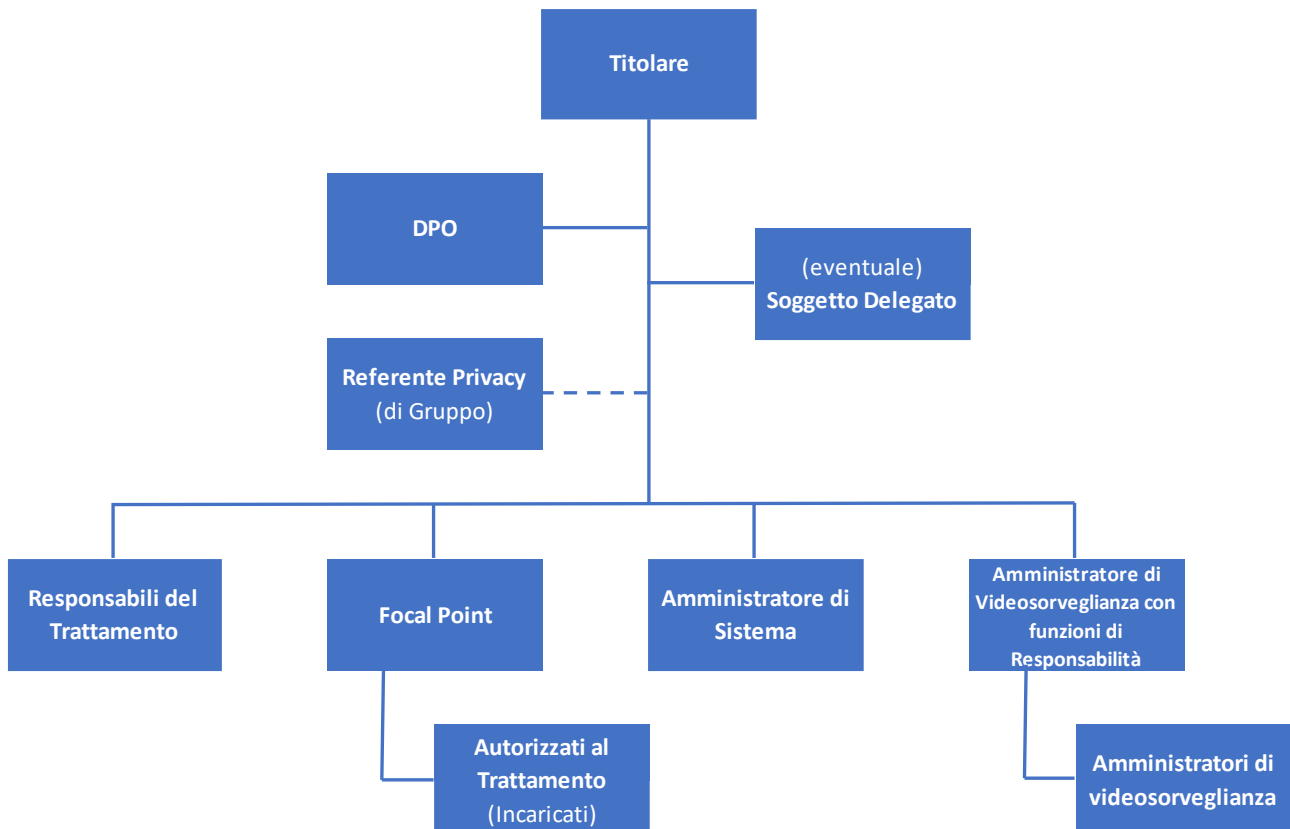 Titolare
DPO
(eventuale)
Soggetto Delegato
Referente Privacy
(di Gruppo)
Responsabili del
Trattamento
Focal Point
Amministratore di
Sistema
Amministratore di
Videosorveglianza con
funzioni di
Responsabilità
Autorizzati al
Trattamento
(Incaricati)
Amministratori di
videosorveglianza